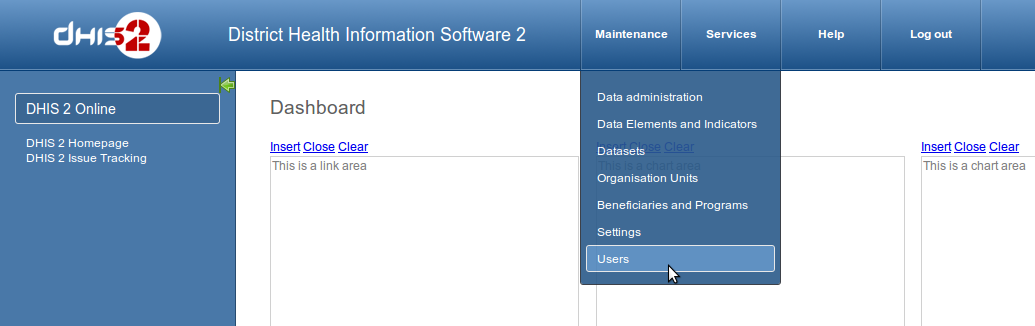 dhis2
District Health Information Software 2
Maintenance
Services
Help
Log out
DHIS 2 Online
DHIS 2 Homepage
DHIS 2 Issue Tracking
Dashboard
Insert Close Clear
This is a link area
Data administration
Data Elements and Indicators
Datasets
Organisation Units
Beneficiaries and Programs
Settings
Users
Insert Close Clear
This is a chart area
Insert Close Clear
This is a chart area